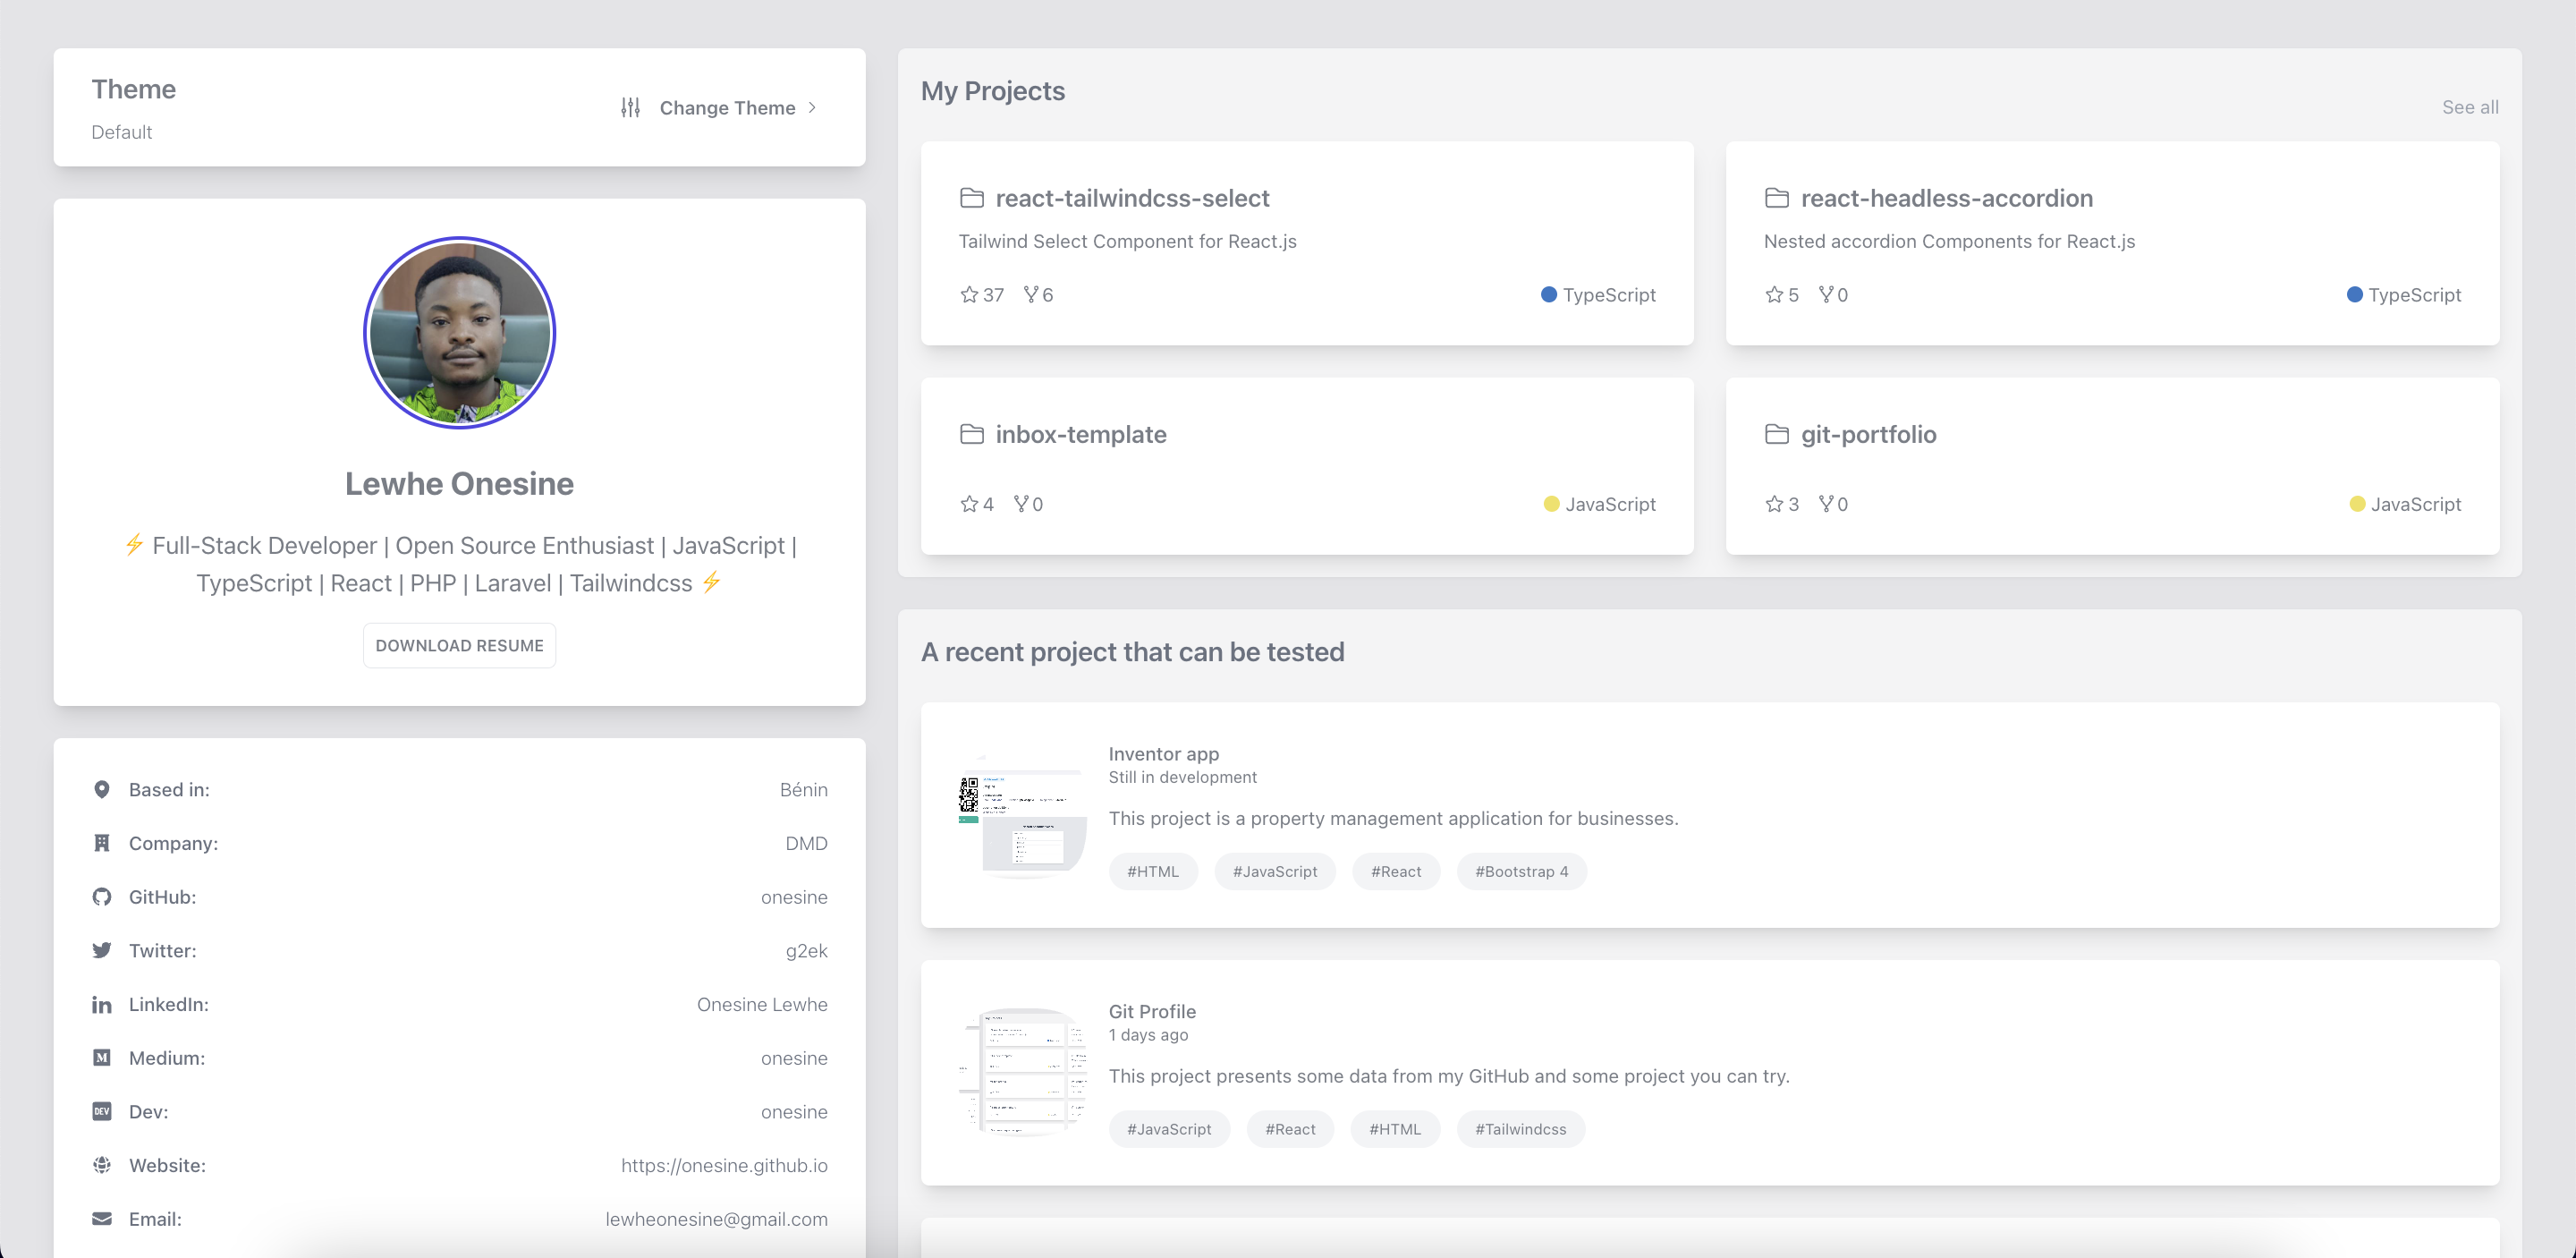 Theme
Default
Change Theme
Lewhe Onesine
⚡ Full-Stack Developer | Open Source Enthusiast | JavaScript |
TypeScript | React | PHP | Laravel | Tailwindcss ⚡
DOWNLOAD RESUME
Based in: Bénin
Company: DMD
GitHub: onesine
Twitter: g2ek
LinkedIn: Onesine Lewhe
Medium: onesine
DEV Dev: onesine
Website: https://onesine.github.io
Email: lewheonesine@gmail.com
My Projects
See all
react-tailwindcss-select
Tailwind Select Component for React.js
37 6 TypeScript
react-headless-accordion
Nested accordion Components for React.js
5 0 TypeScript
inbox-template
4 0 JavaScript
git-portfolio
3 0 JavaScript
A recent project that can be tested
Inventor app
Still in development
This project is a property management application for businesses.
#HTML #JavaScript #React #Bootstrap 4
Git Profile
1 days ago
This project presents some data from my GitHub and some project you can try.
#JavaScript #React #HTML #Tailwindcss